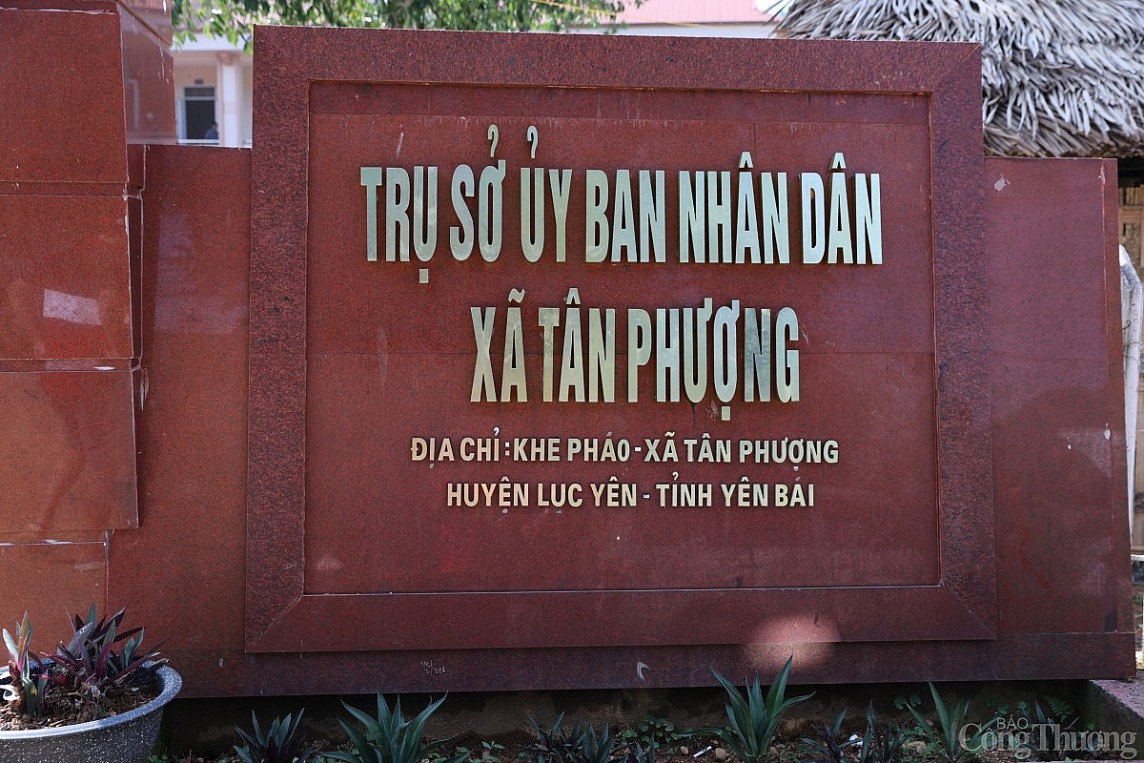 TRỤ SỞ ỦY BAN NHÂN DÂN
XÃ TÂN PHƯỢNG
ĐỊA CHỈ : KHE PHÁO - XÃ TÂN PHƯỢNG
HUYỆN LỤC YÊN - TỈNH YÊN BÁI
BÁO
Công Thương